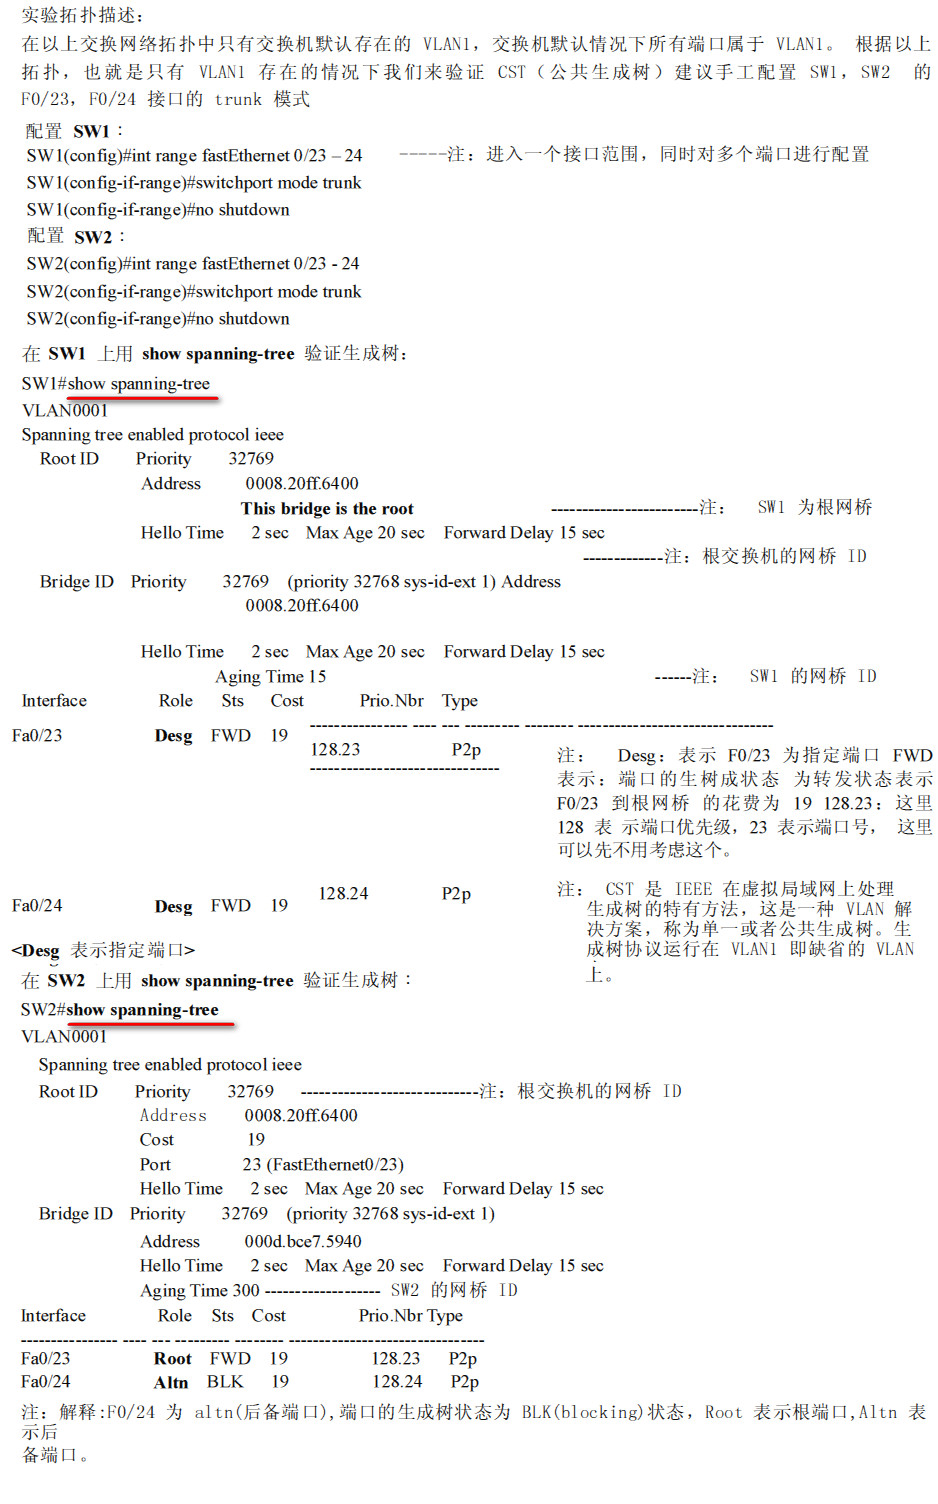 实验拓扑描述：
在以上交换网络拓扑中只有交换机默认存在的 VLAN1，交换机默认情况下所有端口属于 VLAN1。 根据以上
拓扑，也就是只有 VLAN1 存在的情况下我们来验证 CST（公共生成树）建议手工配置 SW1，SW2 的
F0/23，F0/24 接口的 trunk 模式
配置 SW1：
SW1(config)#int range fastEthernet 0/23 – 24 -----注：进入一个接口范围，同时对多个端口进行配置
SW1(config-if-range)#switchport mode trunk
SW1(config-if-range)#no shutdown
配置 SW2：
SW2(config)#int range fastEthernet 0/23 - 24
SW2(config-if-range)#switchport mode trunk
SW2(config-if-range)#no shutdown
在 SW1 上用 show spanning-tree 验证生成树：
SW1#show spanning-tree
VLAN0001
Spanning tree enabled protocol ieee
Root ID Priority 32769
Address 0008.20ff.6400
This bridge is the root -------------------------注： SW1 为根网桥
Hello Time 2 sec Max Age 20 sec Forward Delay 15 sec
-------------注：根交换机的网桥 ID
Bridge ID Priority 32769 (priority 32768 sys-id-ext 1) Address
0008.20ff.6400
Hello Time 2 sec Max Age 20 sec Forward Delay 15 sec
Aging Time 15 ------注： SW1 的网桥 ID
Interface Role Sts Cost Prio.Nbr Type
---------------- ---- --- --------- -------- --------------------------------
Fa0/23 Desg FWD 19 128.23 P2p
-------------------------------
注： Desg：表示 F0/23 为指定端口 FWD
表示：端口的生树成状态 为转发状态表示
F0/23 到根网桥 的花费为 19 128.23：这里
128 表 示端口优先级，23 表示端口号， 这里
可以先不用考虑这个。
Fa0/24 Desg FWD 19 128.24 P2p
注： CST 是 IEEE 在虚拟局域网上处理
生成树的特有方法，这是一种 VLAN 解
决方案，称为单一或者公共生成树。生
成树协议运行在 VLAN1 即缺省的 VLAN
上。
<Desg 表示指定端口>
在 SW2 上用 show spanning-tree 验证生成树：
SW2#show spanning-tree
VLAN0001
Spanning tree enabled protocol ieee
Root ID Priority 32769 -----------------------------注：根交换机的网桥 ID
Address 0008.20ff.6400
Cost 19
Port 23 (FastEthernet0/23)
Hello Time 2 sec Max Age 20 sec Forward Delay 15 sec
Bridge ID Priority 32769 (priority 32768 sys-id-ext 1)
Address 000d.bce7.5940
Hello Time 2 sec Max Age 20 sec Forward Delay 15 sec
Aging Time 300 ------------------- SW2 的网桥 ID
Interface Role Sts Cost Prio.Nbr Type
---------------- ---- --- --------- -------- --------------------------------
Fa0/23 Root FWD 19 128.23 P2p
Fa0/24 Altn BLK 19 128.24 P2p
注：解释:F0/24 为 altn(后备端口),端口的生成树状态为 BLK(blocking)状态，Root 表示根端口,Altn 表
示后
备端口。